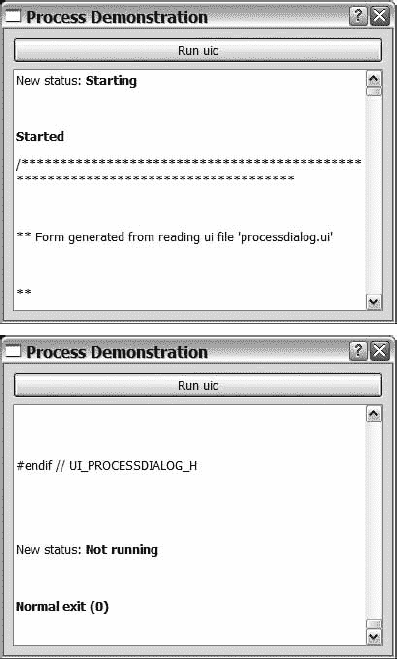 Process Demonstration
Run uic
New status: Starting
Started
/********************************************
************************************
** Form generated from reading ui file 'processdialog.ui'
**
Process Demonstration
Run uic
#endif // UI_PROCESSDIALOG_H
New status: Not running
Normal exit (0)